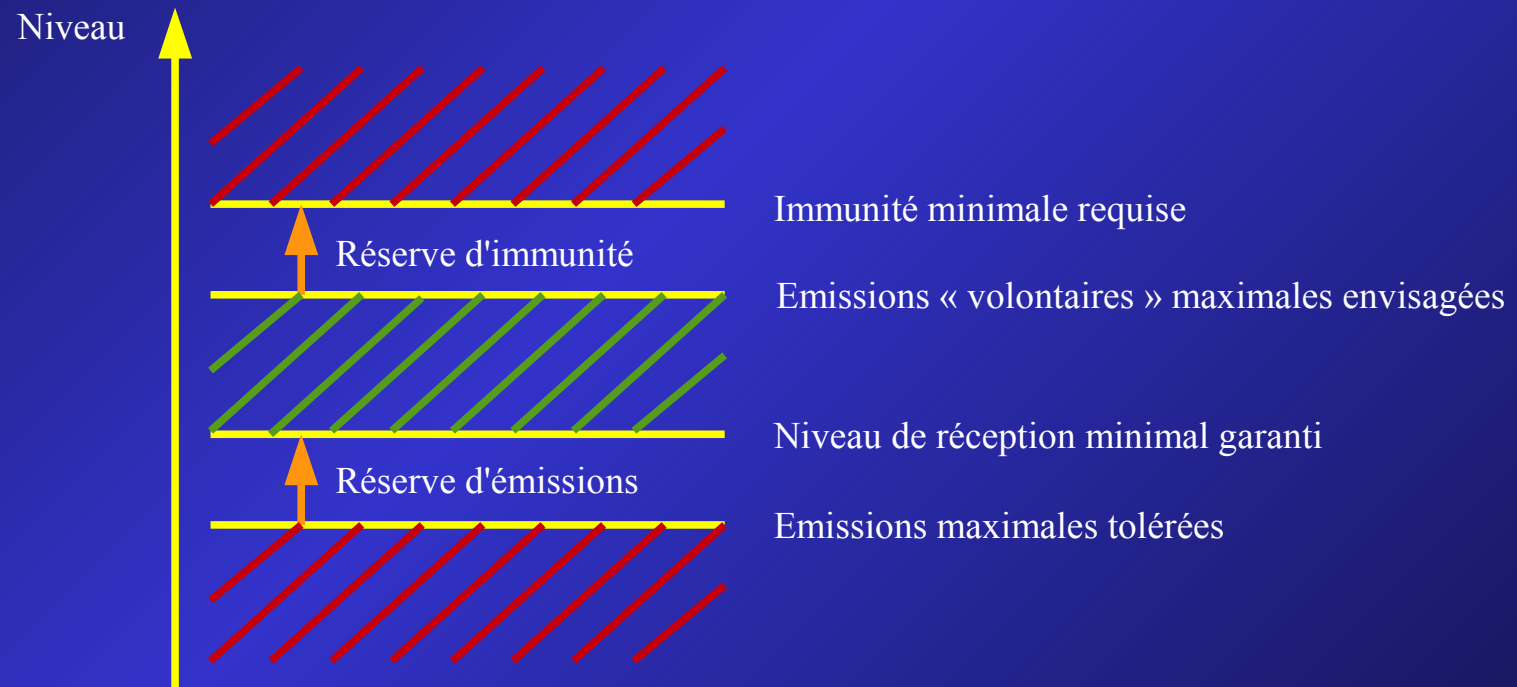 Niveau
Immunité minimale requise
Réserve d'immunité
Emissions « volontaires » maximales envisagées
Niveau de réception minimal garanti
Réserve d'émissions
Emissions maximales tolérées